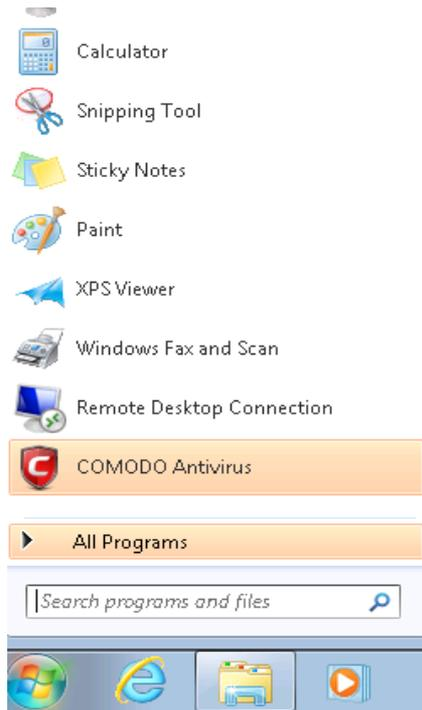 Calculator
Snipping Tool
Sticky Notes
Paint
XPS Viewer
Windows Fax and Scan
Remote Desktop Connection
COMODO Antivirus
All Programs
Search programs and files